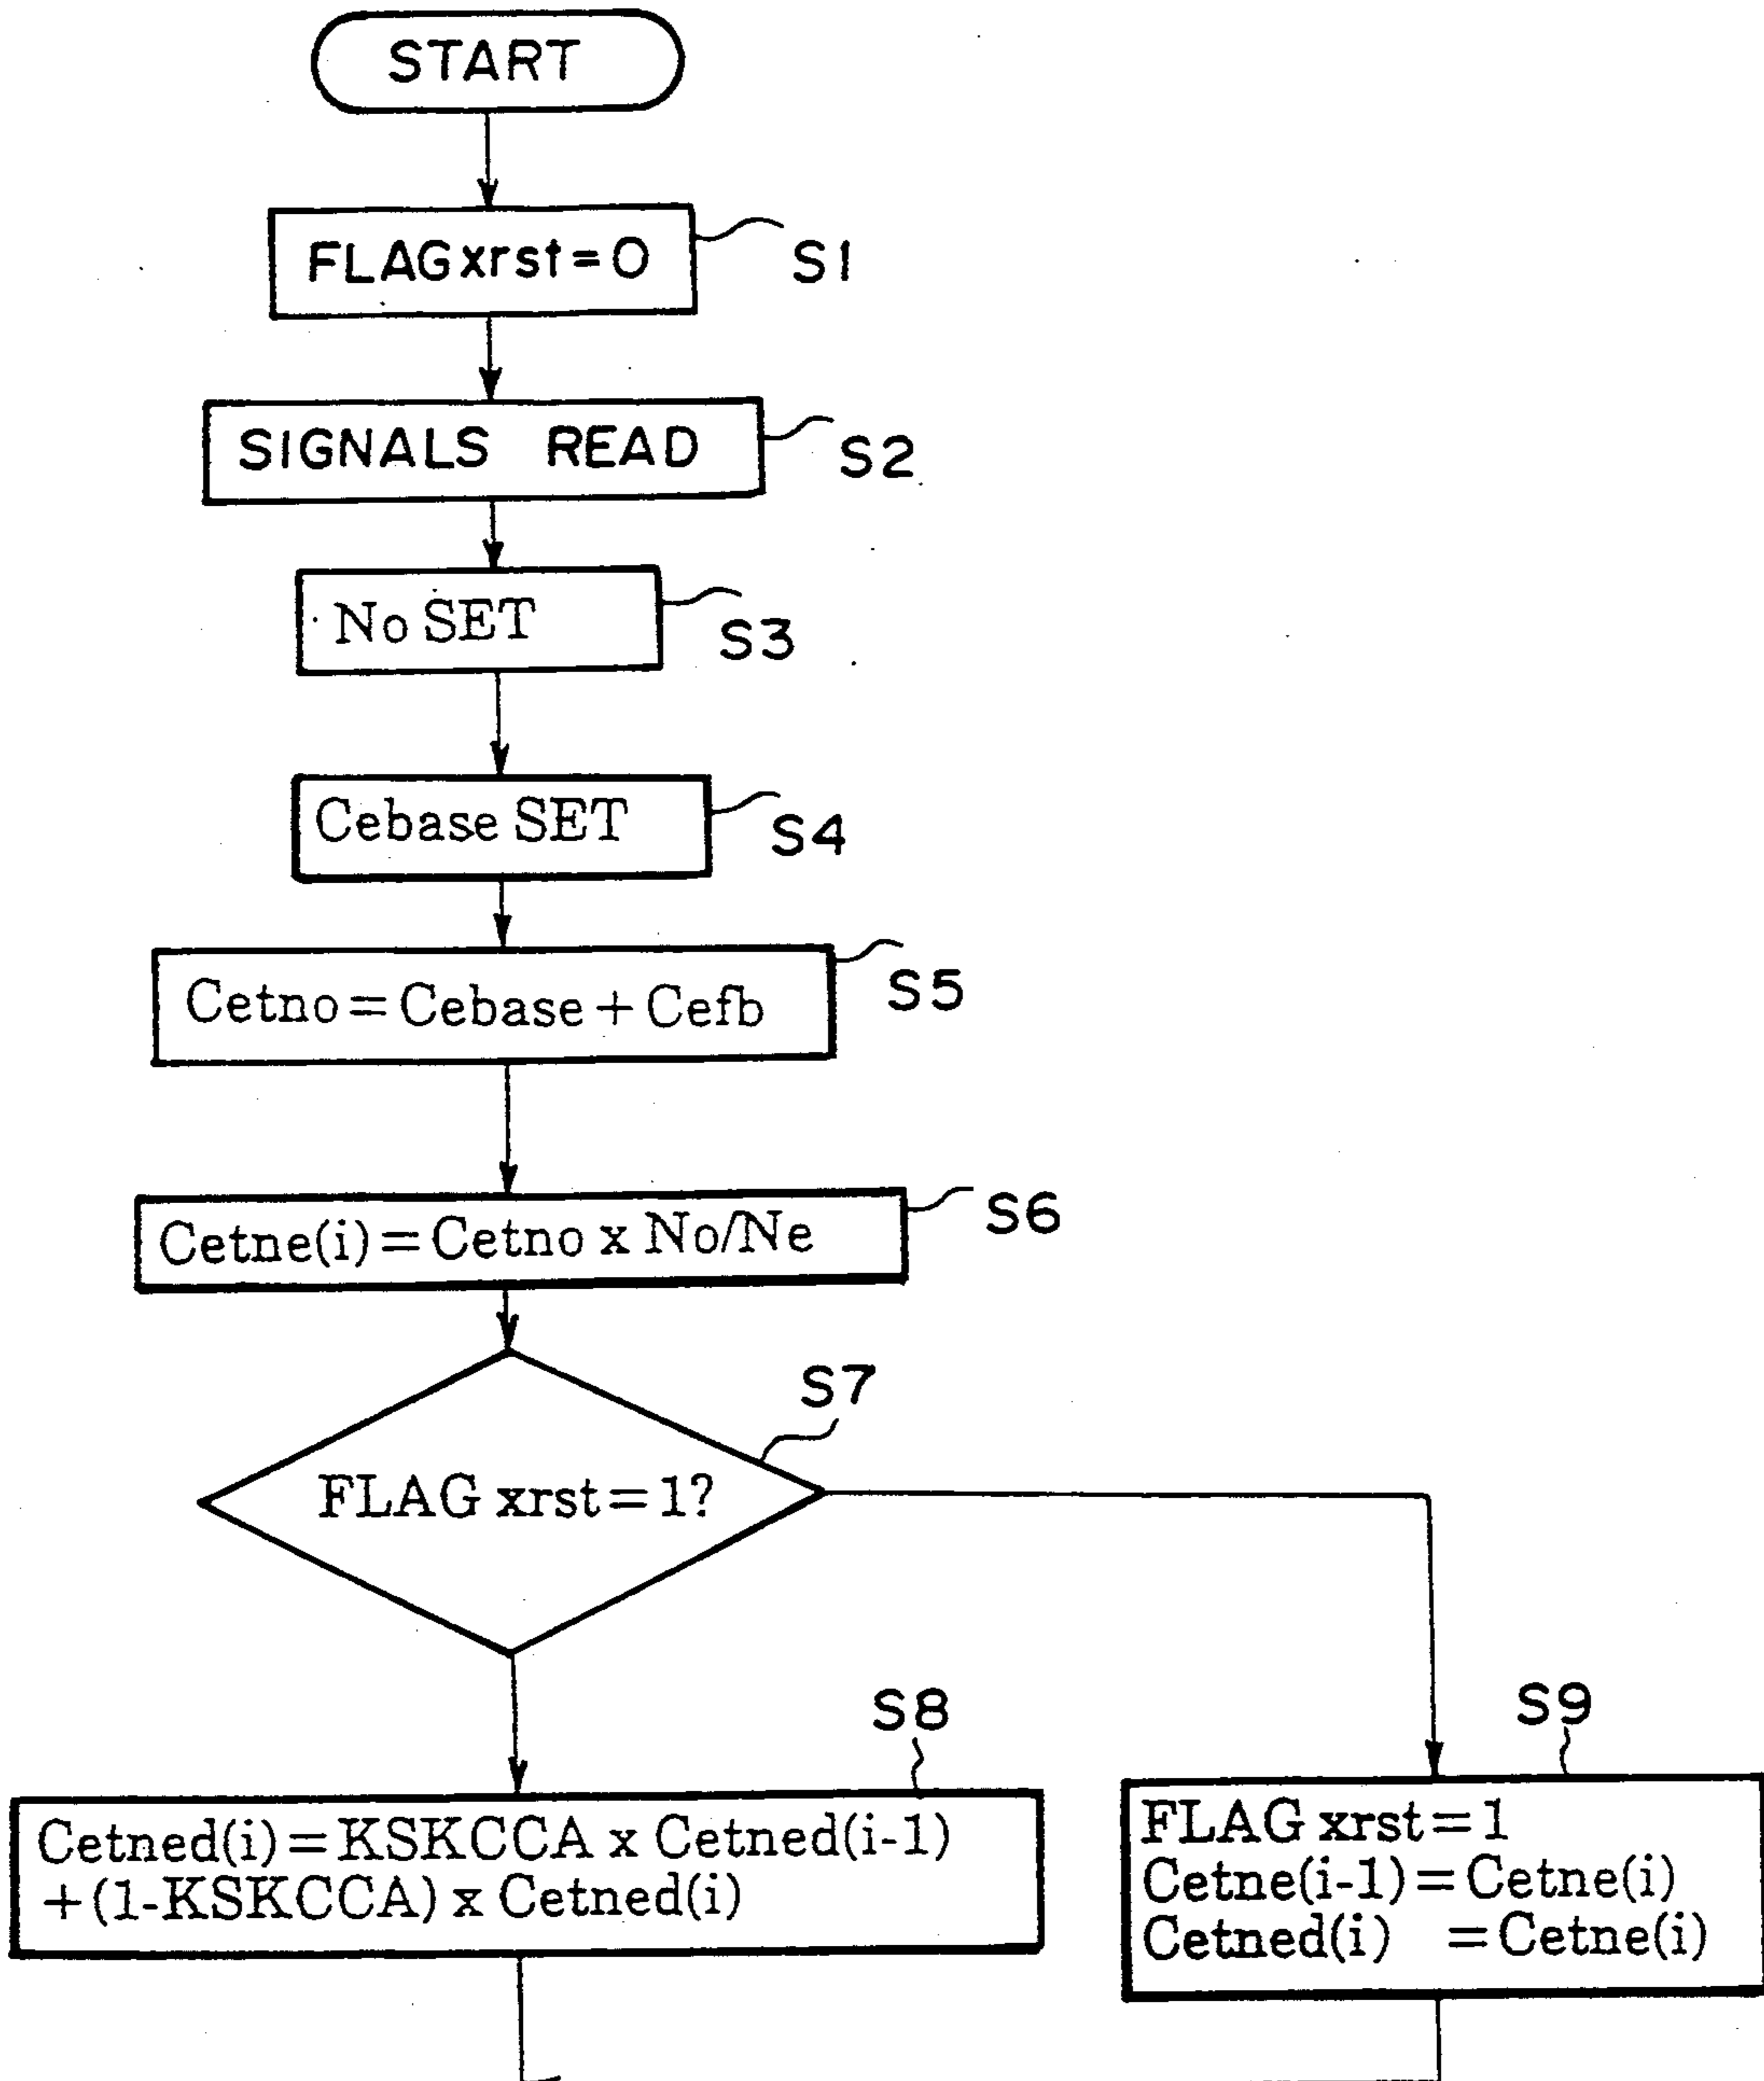 START
FLAG xrst = 0
S1
SIGNALS READ
S2
No SET
S3
Cebase SET
S4
Cetno = Cebase + Cefb
S5
Cetne(i) = Cetno x No/Ne
S6
S7
FLAG xrst = 1?
S8
Cetned(i) = KSKCCA x Cetned(i-1)
+ (1-KSKCCA) x Cetned(i)
S9
FLAG xrst = 1
Cetne(i-1) = Cetne(i)
Cetned(i) = Cetne(i)